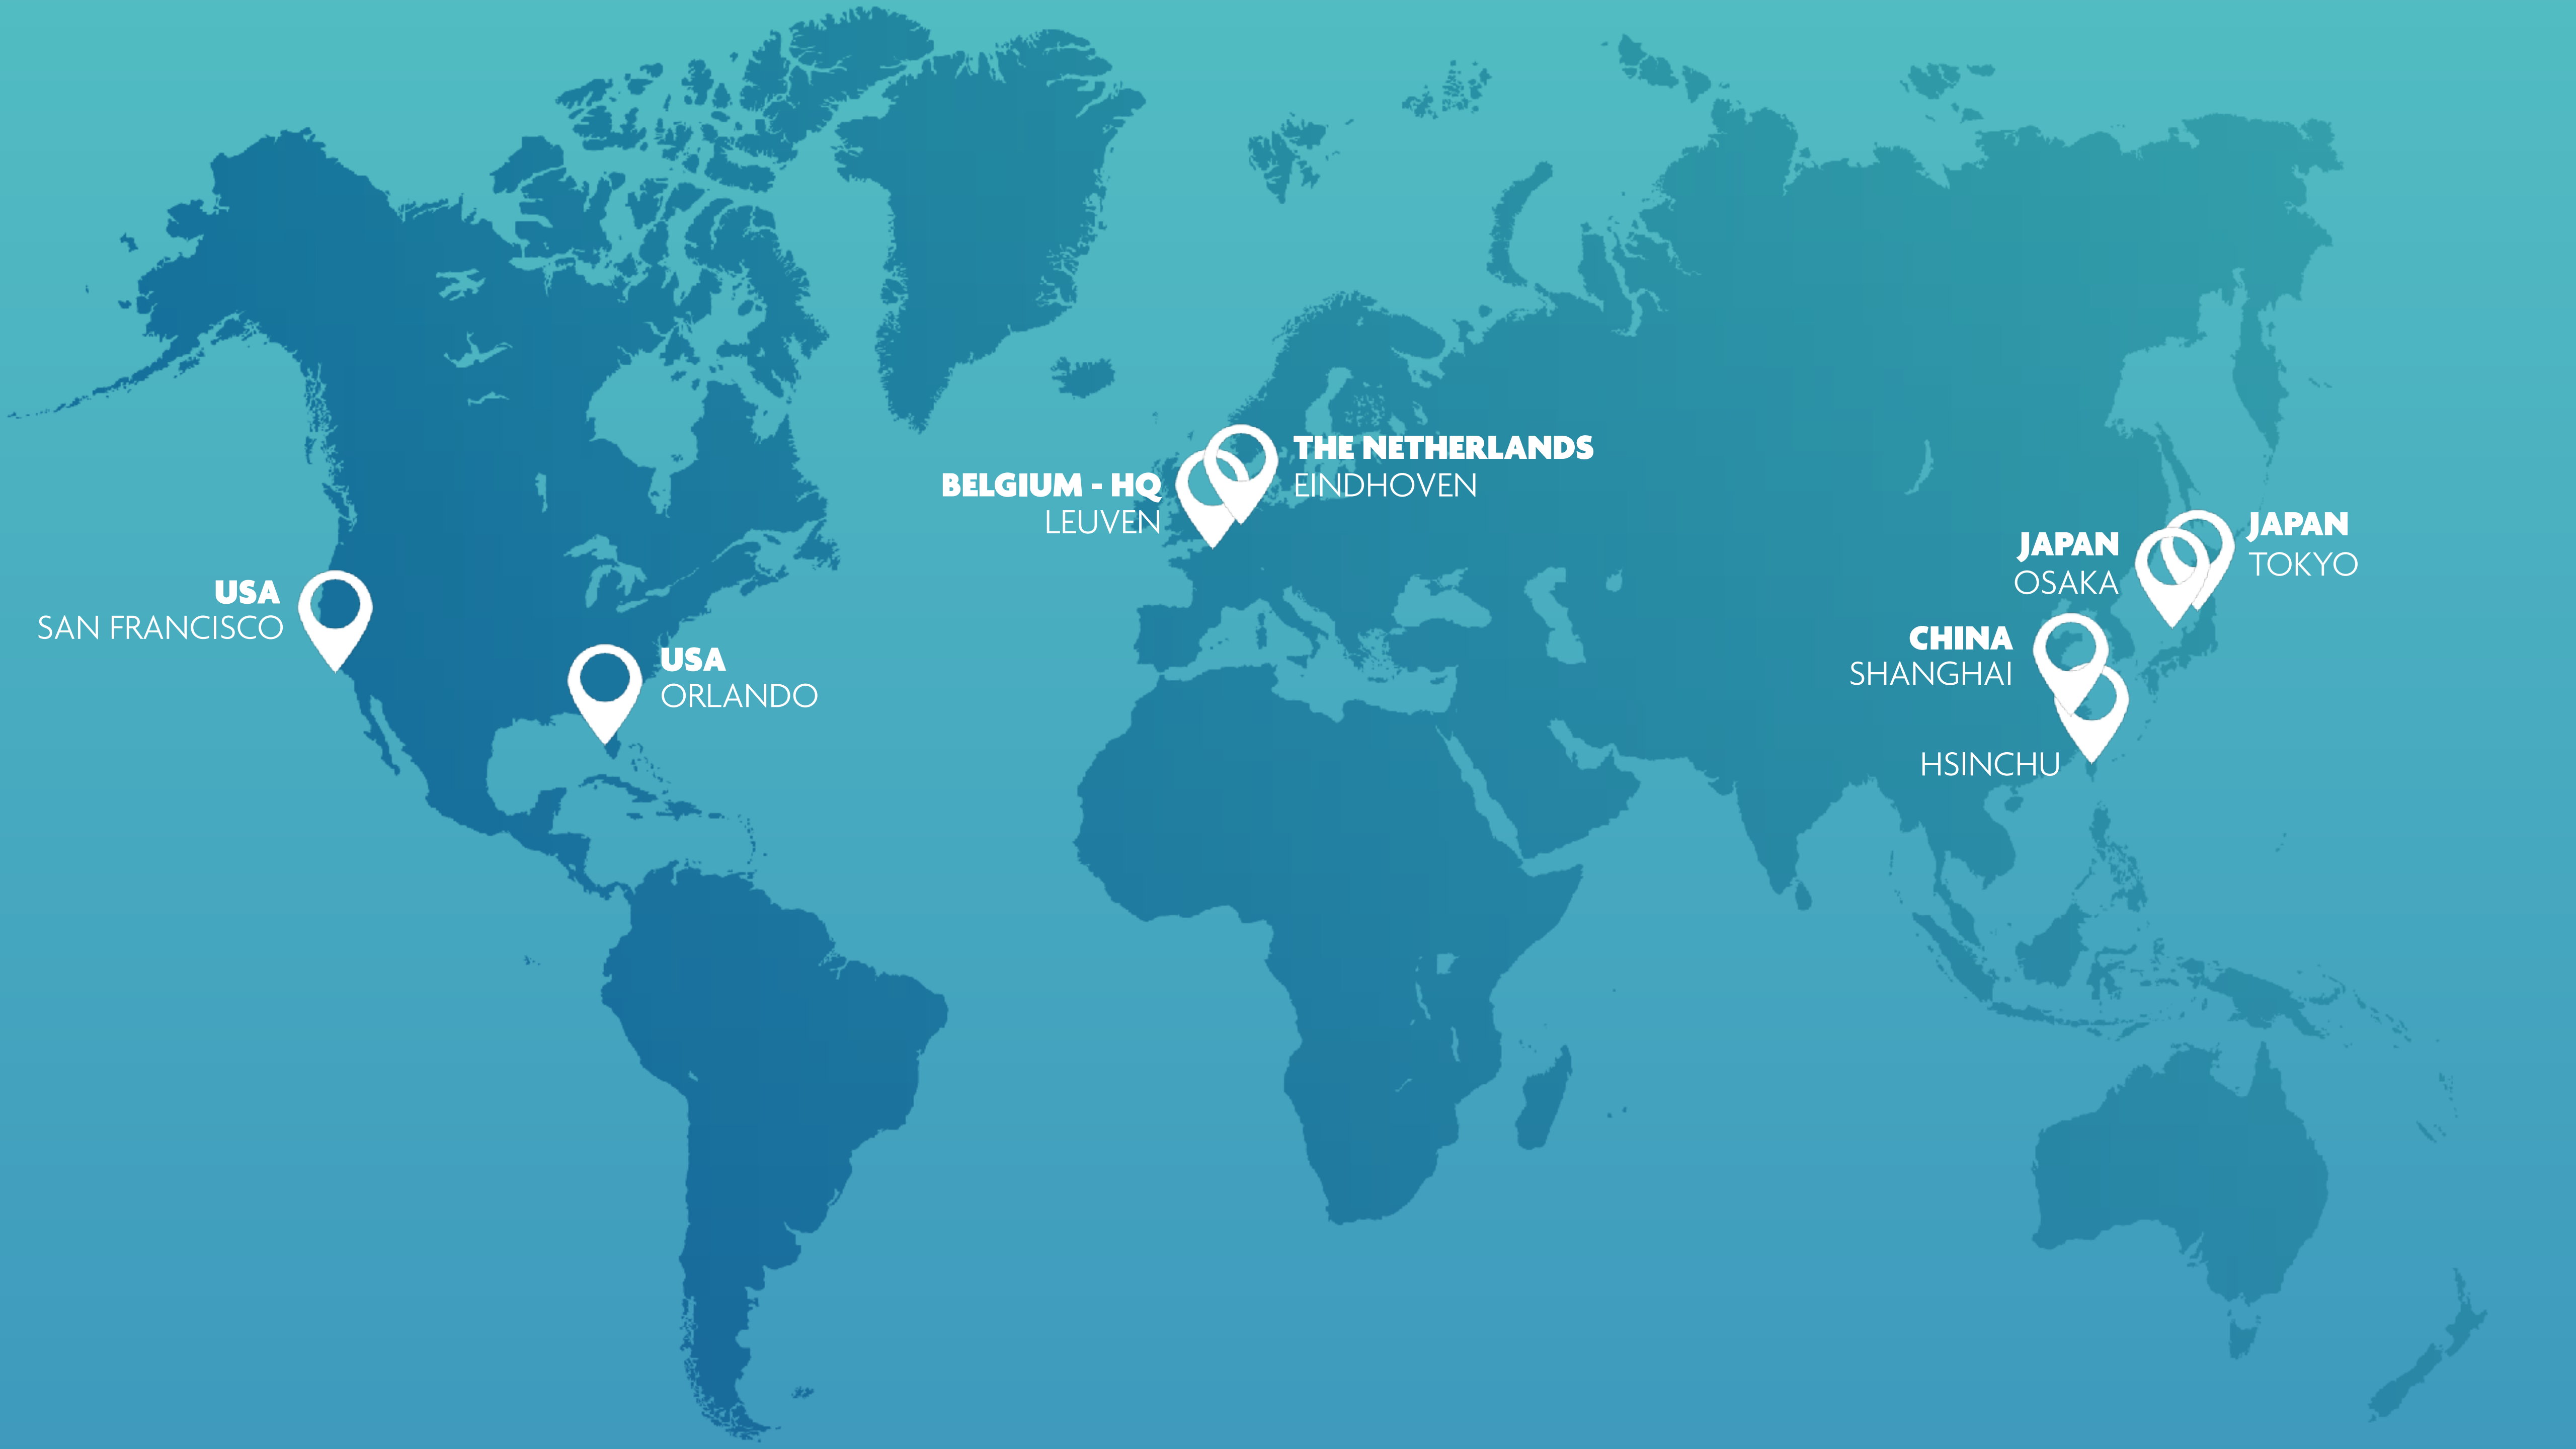 USA
SAN FRANCISCO
USA
ORLANDO
BELGIUM - HQ
LEUVEN
THE NETHERLANDS
EINDHOVEN
JAPAN
OSAKA
JAPAN
TOKYO
CHINA
SHANGHAI
HSINCHU